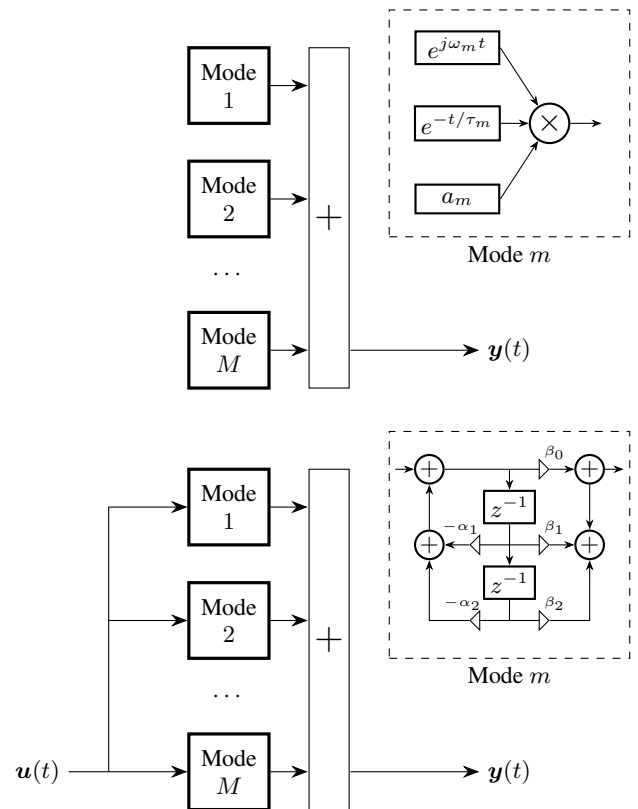 Mode
1
Mode
2
...
Mode
M
+
y(t)
e^{jω_m t}
e^{-t/τ_m}
a_m
×
Mode m
u(t)
Mode
1
Mode
2
...
Mode
M
+
y(t)
+
β_0
+
z^{-1}
+
-α_1
β_1
+
z^{-1}
-α_2
β_2
Mode m